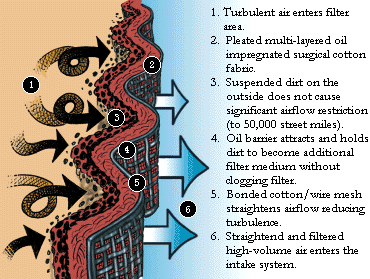 1. Turbulent air enters filter
area.
2. Pleated multi-layered oil
impregnated surgical cotton
fabric.
3. Suspended dirt on the
outside does not cause
significant airflow restriction
(to 50,000 street miles).
4. Oil barrier attracts and holds
dirt to become additional
filter medium without
clogging filter.
5. Bonded cotton/wire mesh
straightens airflow reducing
turbulence.
6. Straightend and filtered
high-volume air enters the
intake system.
1
2
3
4
5
6